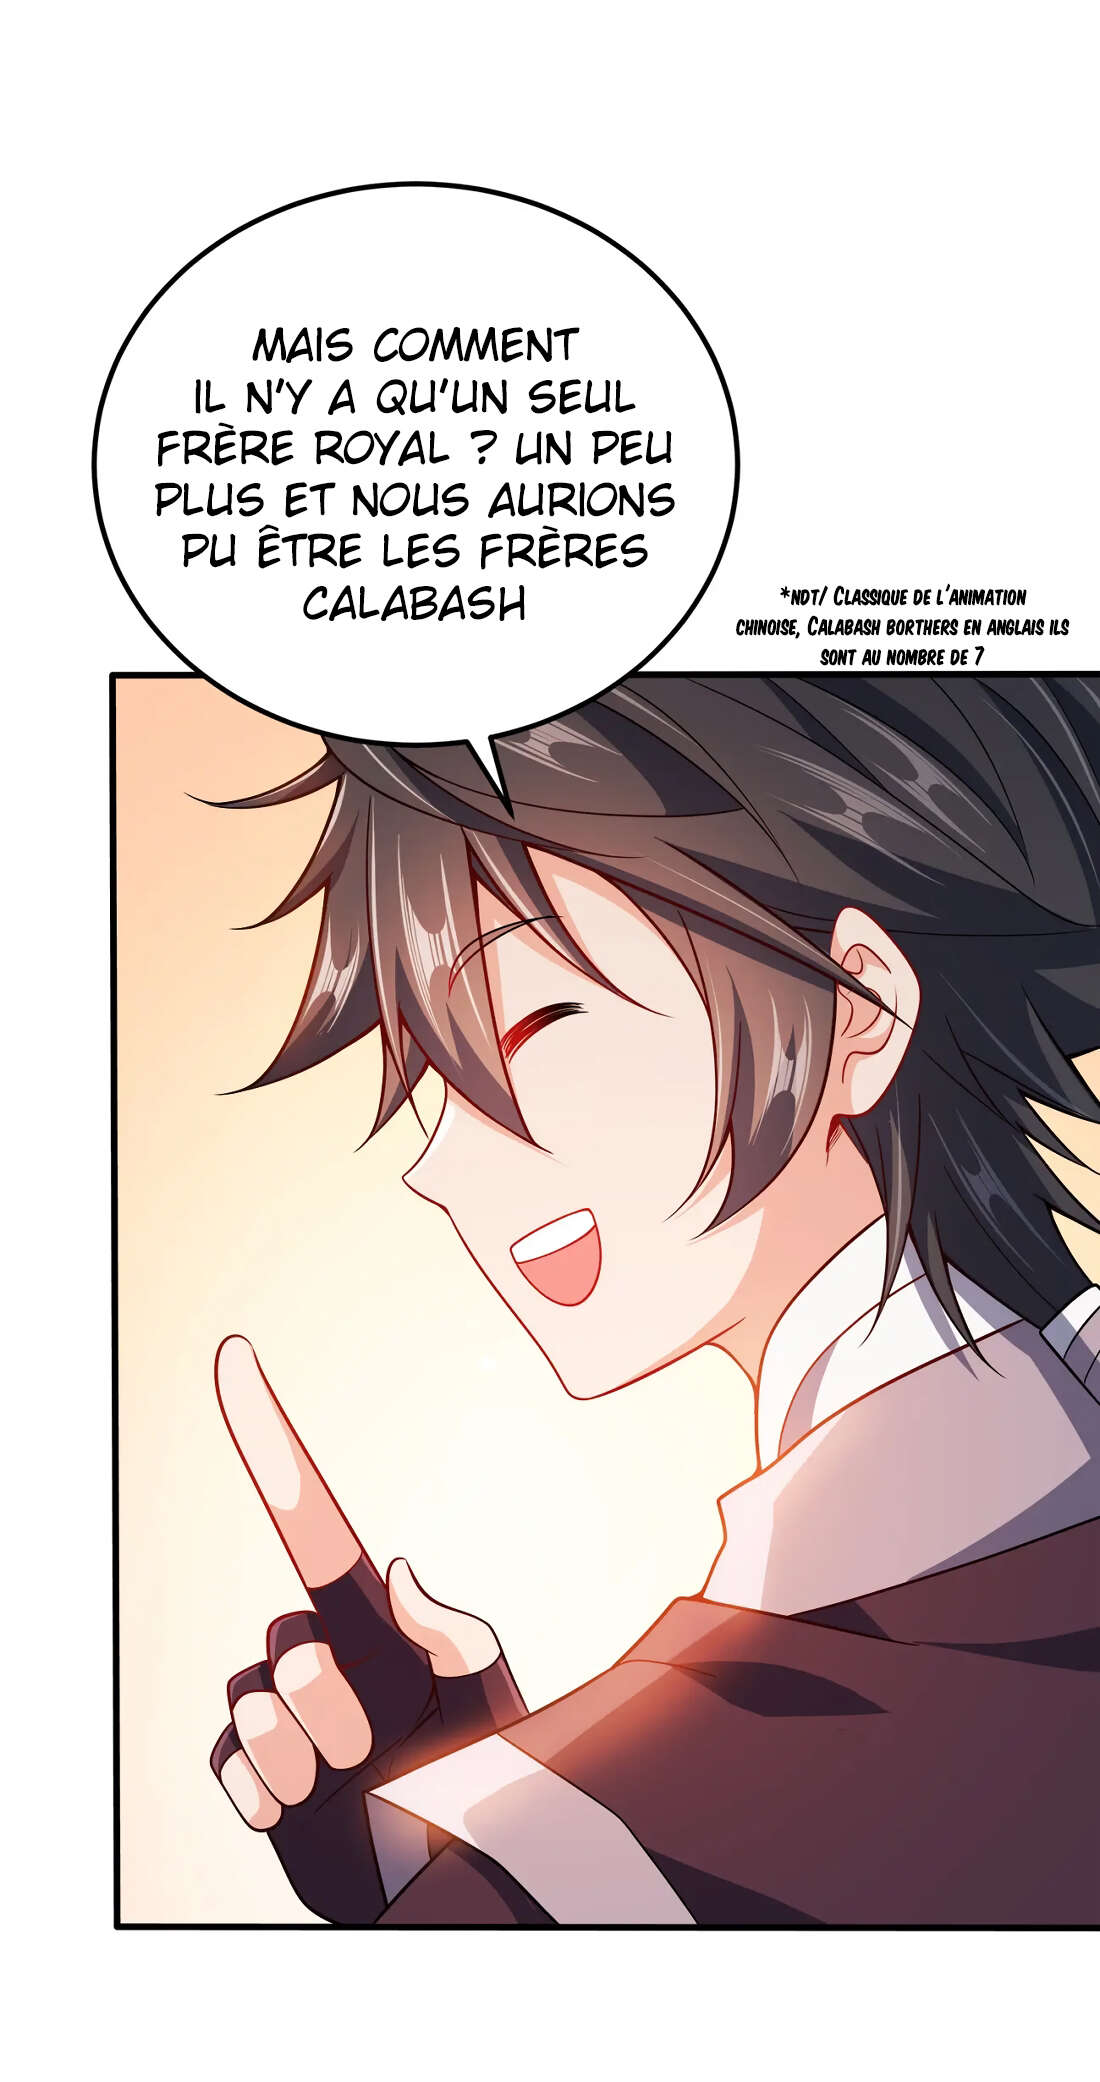 MAIS COMMENT
IL N'Y A QU'UN SEUL
FRÈRE ROYAL ? UN PEU
PLUS ET NOUS AURIONS
PU ÊTRE LES FRÈRES
CALABASH
*NDT/ CLASSIQUE DE L'ANIMATION
CHINOISE, CALABASH BORTHERS EN ANGLAIS ILS
SONT AU NOMBRE DE 7